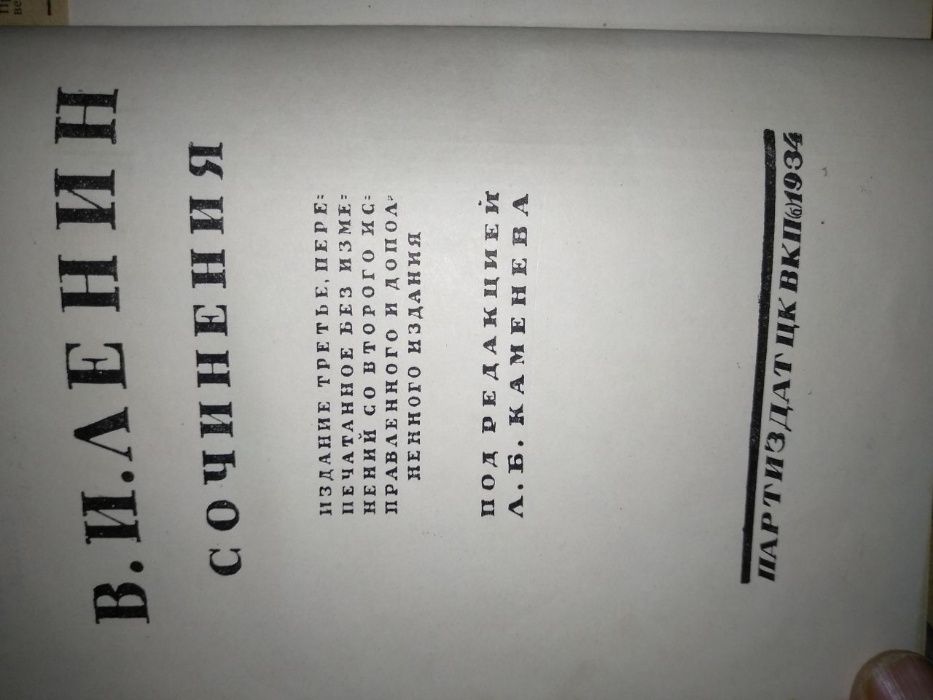 В. И. ЛЕНИН
СОЧИНЕНИЯ
ИЗДАНИЕ ТРЕТЬЕ, ПЕРЕ=
ПЕЧАТАННОЕ БЕЗ ИЗМЕ=
НЕНИЙ СО ВТОРОГО ИС=
ПРАВЛЕННОГО И ДОПОЛ=
НЕННОГО ИЗДАНИЯ
ПОД РЕДАКЦИЕЙ
Л. Б. КАМЕНЕВА
ПАРТИЗДАТ ЦК ВКП(б) 1934